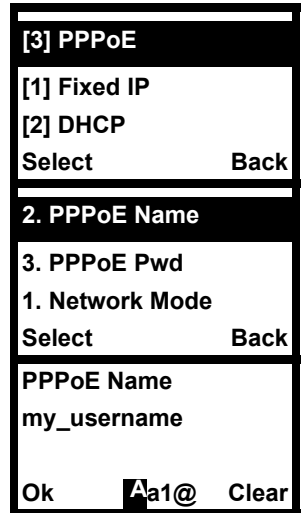 [3] PPPoE
[1] Fixed IP
[2] DHCP
Select Back
2. PPPoE Name
3. PPPoE Pwd
1. Network Mode
Select Back
PPPoE Name
my_username
Ok Aa1@ Clear